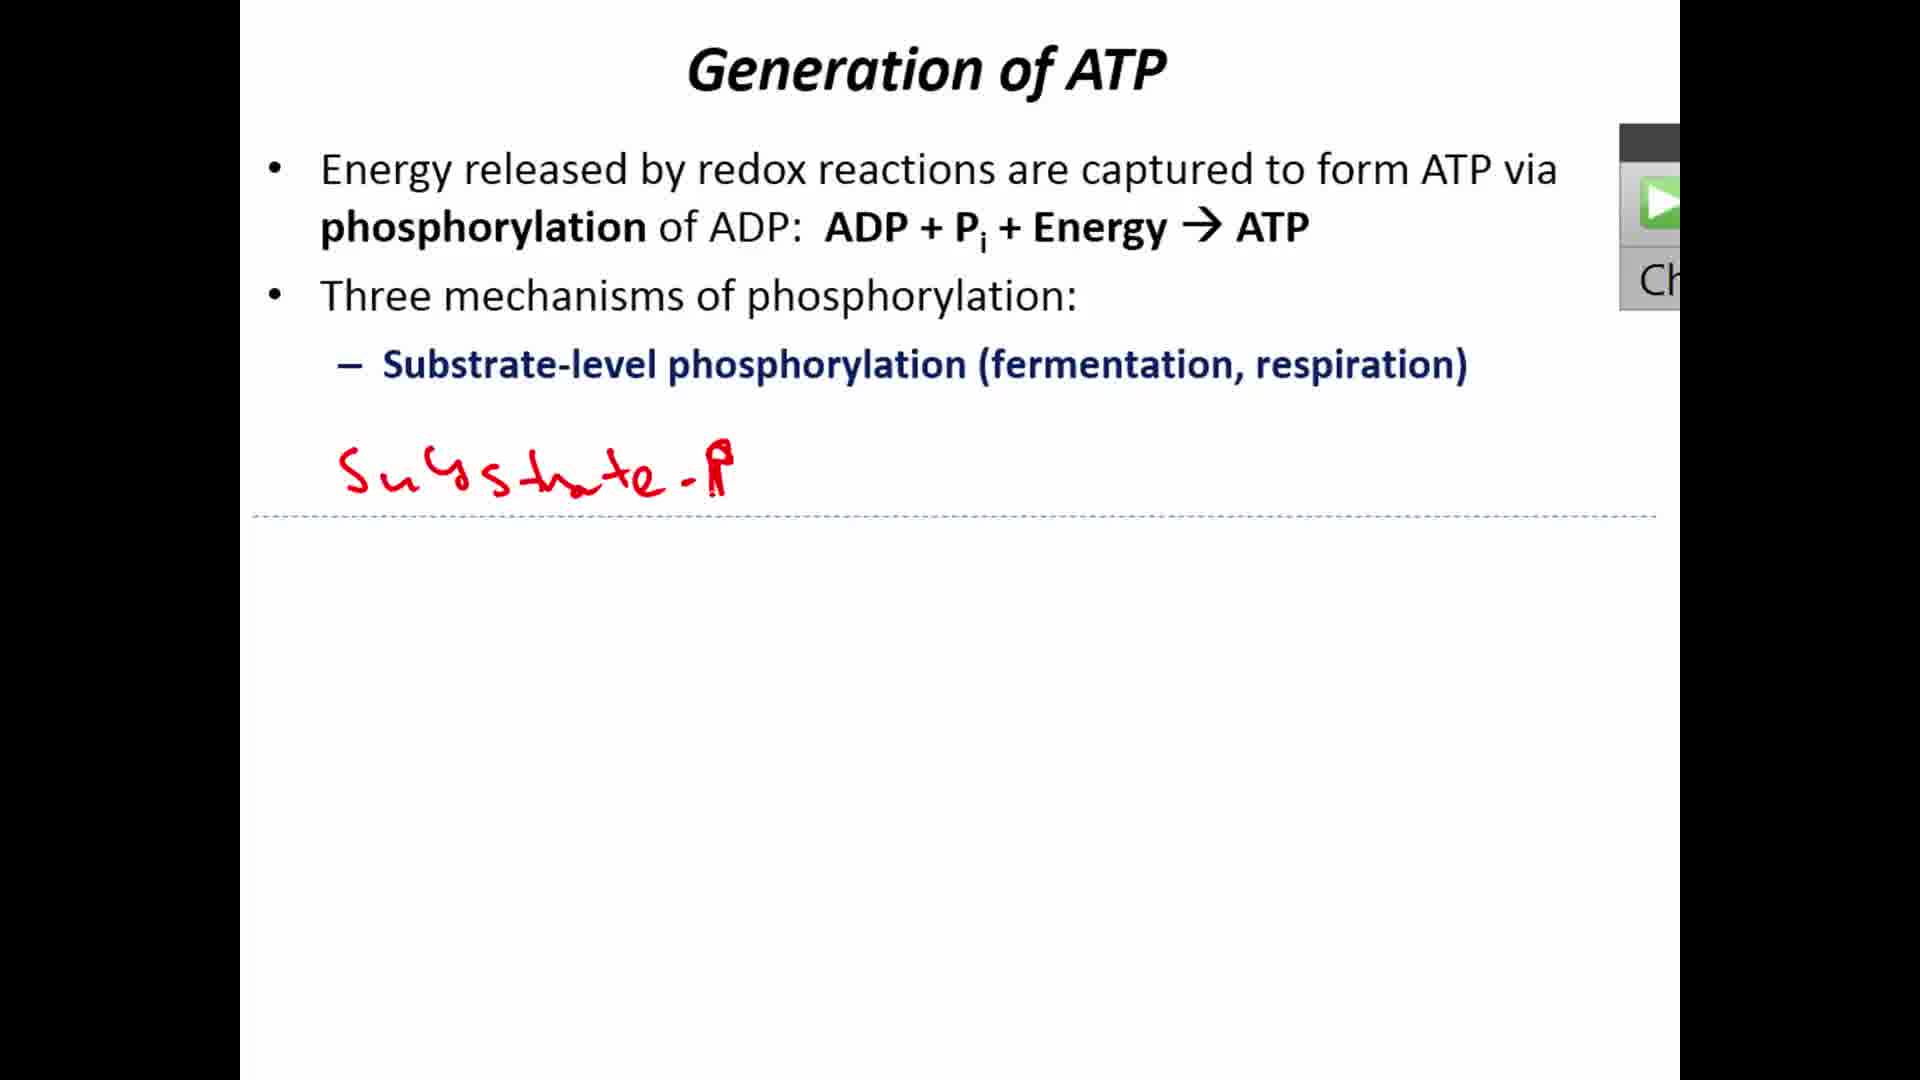 Generation of ATP
• Energy released by redox reactions are captured to form ATP via
phosphorylation of ADP: ADP + Pi + Energy → ATP
• Three mechanisms of phosphorylation:
– Substrate-level phosphorylation (fermentation, respiration)
Substrate-P
Ch